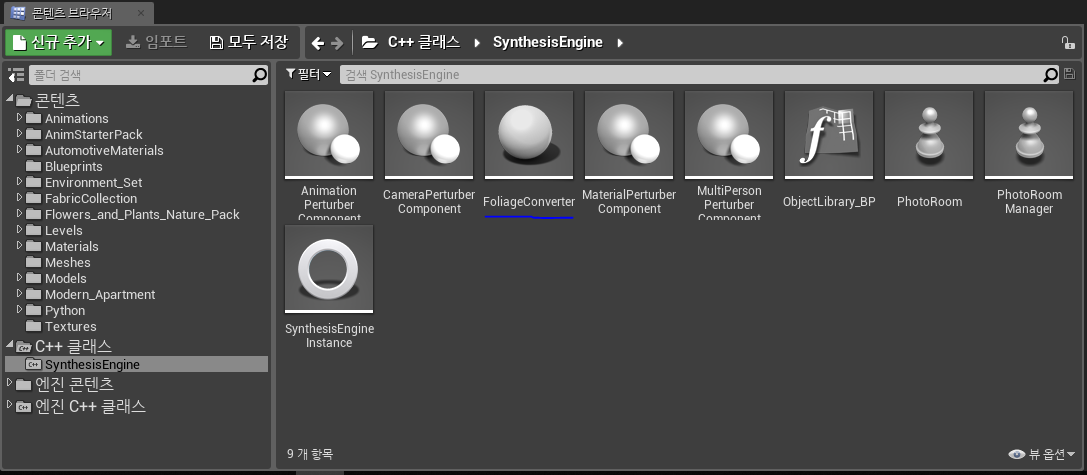 콘텐츠 브라우저
신규 추가
임포트
모두 저장
C++ 클래스
SynthesisEngine
폴더 검색
콘텐츠
Animations
AnimStarterPack
AutomotiveMaterials
Blueprints
Environment_Set
FabricCollection
Flowers_and_Plants_Nature_Pack
Levels
Materials
Meshes
Models
Modern_Apartment
Python
Textures
C++ 클래스
C++ SynthesisEngine
엔진 콘텐츠
엔진 C++ 클래스
필터
검색 SynthesisEngine
Animation
Perturber
Component
CameraPerturber
Component
FoliageConverter
MaterialPerturber
Component
MultiPerson
Perturber
Component
ObjectLibrary_BP
PhotoRoom
PhotoRoom
Manager
SynthesisEngine
Instance
9 개 항목
뷰 옵션